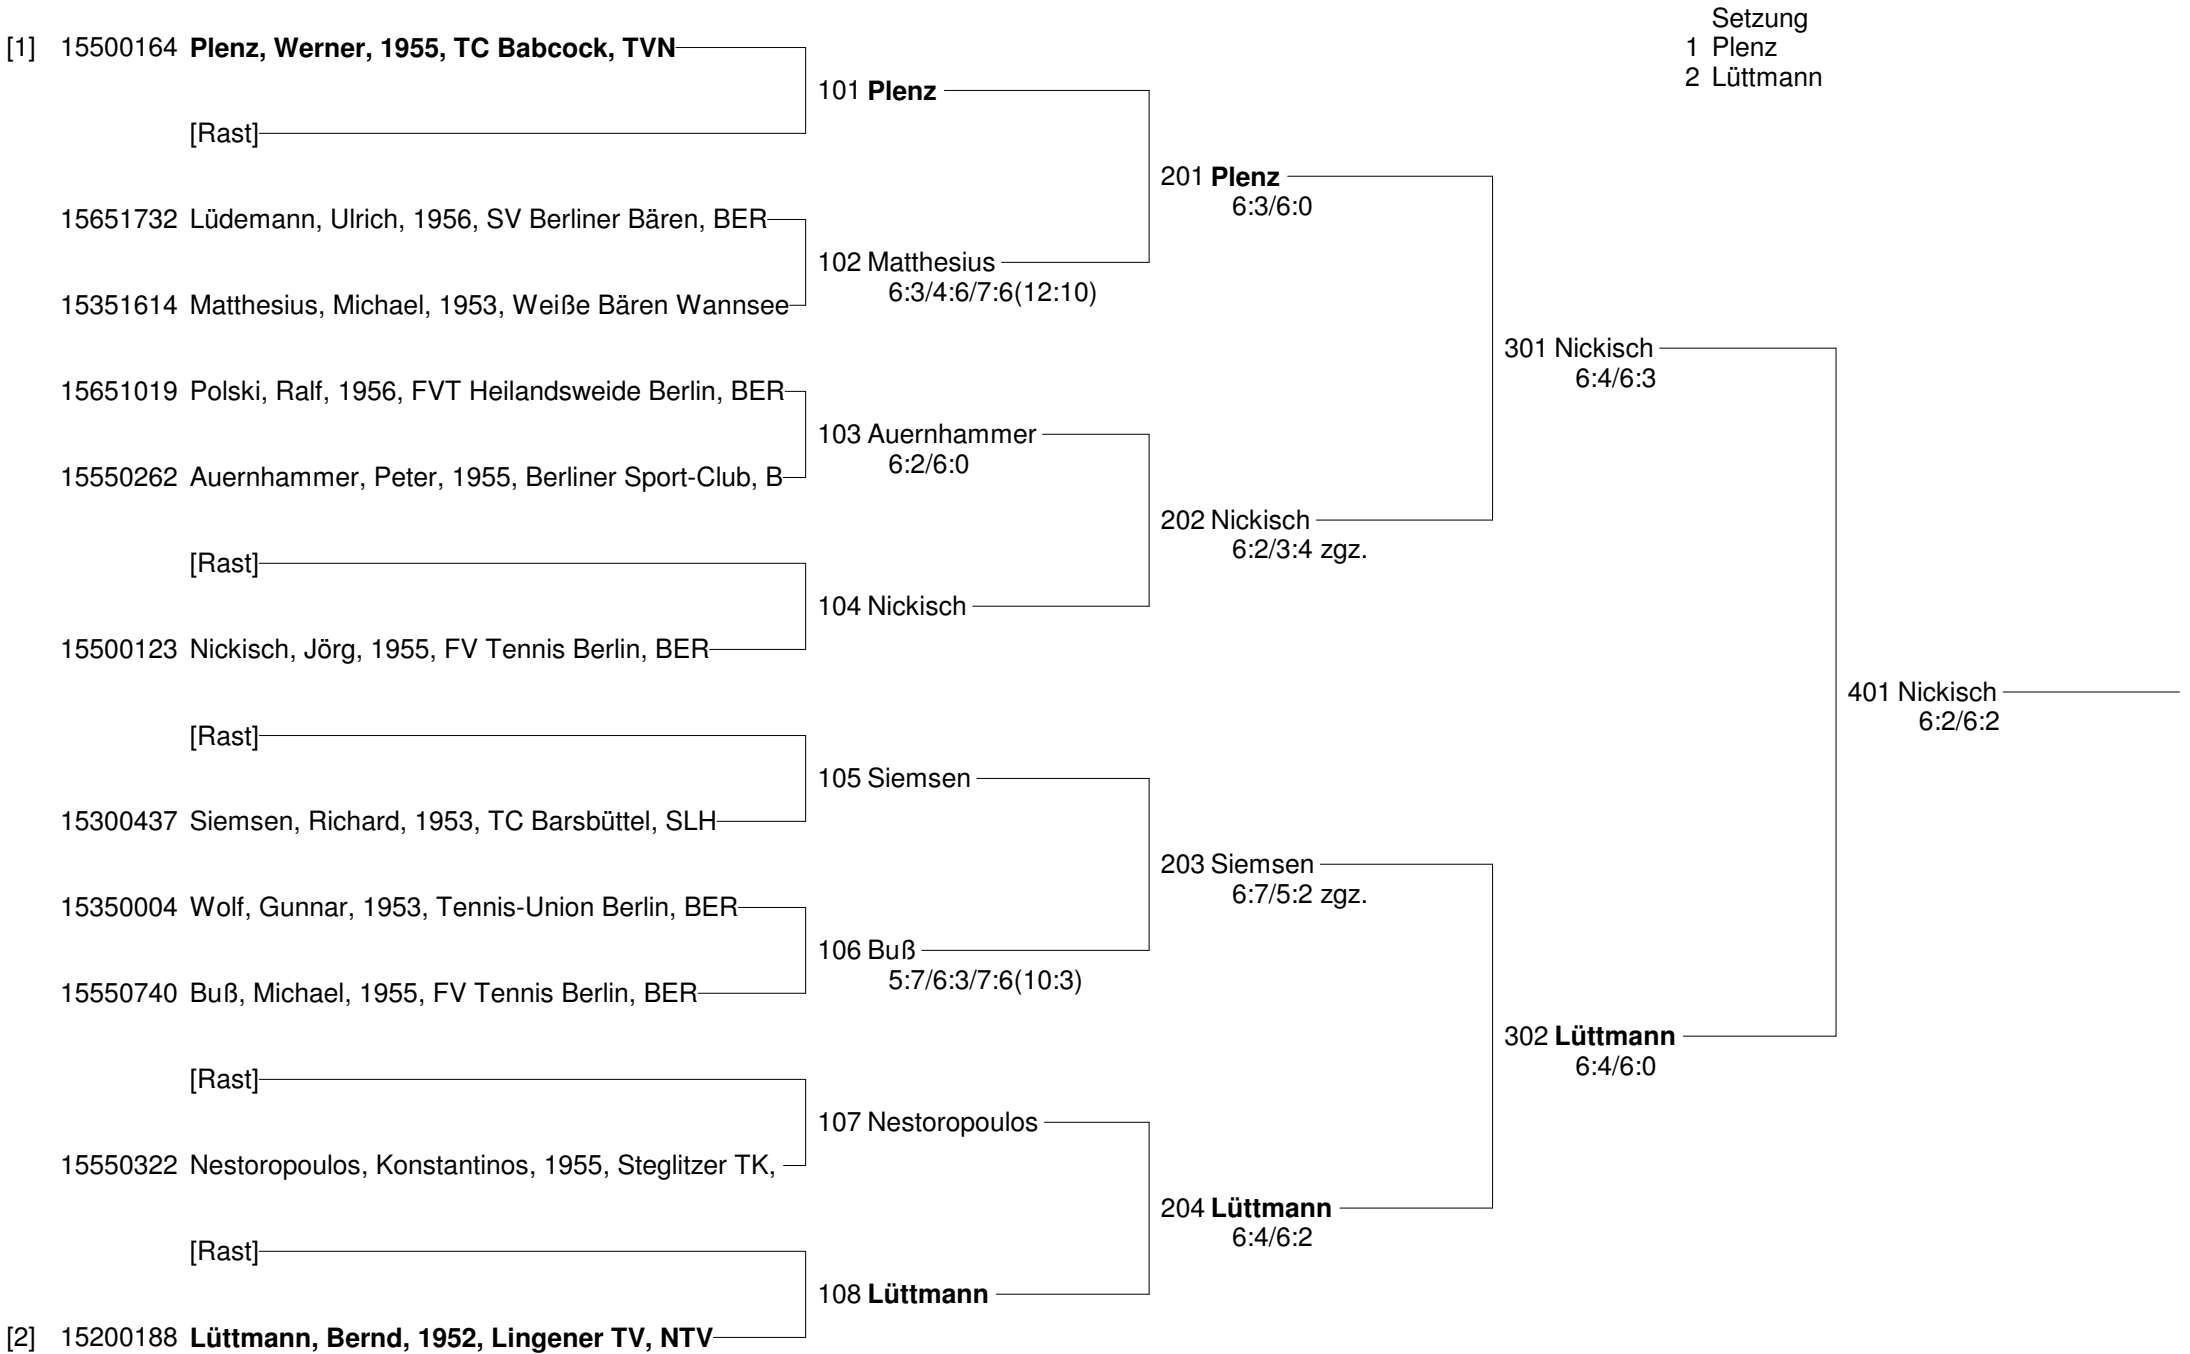 Setzung
1 Plenz
2 Lüttmann
[1] 15500164 Plenz, Werner, 1955, TC Babcock, TVN
101 Plenz
[Rast]
201 Plenz
6:3/6:0
15651732 Lüdemann, Ulrich, 1956, SV Berliner Bären, BER
102 Matthesius
6:3/4:6/7:6(12:10)
15351614 Matthesius, Michael, 1953, Weiße Bären Wannsee
301 Nickisch
6:4/6:3
15651019 Polski, Ralf, 1956, FVT Heilandsweide Berlin, BER
103 Auernhammer
6:2/6:0
15550262 Auernhammer, Peter, 1955, Berliner Sport-Club, B
202 Nickisch
6:2/3:4 zgz.
[Rast]
104 Nickisch
15500123 Nickisch, Jörg, 1955, FV Tennis Berlin, BER
401 Nickisch
6:2/6:2
[Rast]
105 Siemsen
15300437 Siemsen, Richard, 1953, TC Barsbüttel, SLH
203 Siemsen
6:7/5:2 zgz.
15350004 Wolf, Gunnar, 1953, Tennis-Union Berlin, BER
106 Buß
5:7/6:3/7:6(10:3)
15550740 Buß, Michael, 1955, FV Tennis Berlin, BER
302 Lüttmann
6:4/6:0
[Rast]
107 Nestoropoulos
15550322 Nestoropoulos, Konstantinos, 1955, Steglitzer TK,
204 Lüttmann
6:4/6:2
[Rast]
108 Lüttmann
[2] 15200188 Lüttmann, Bernd, 1952, Lingener TV, NTV